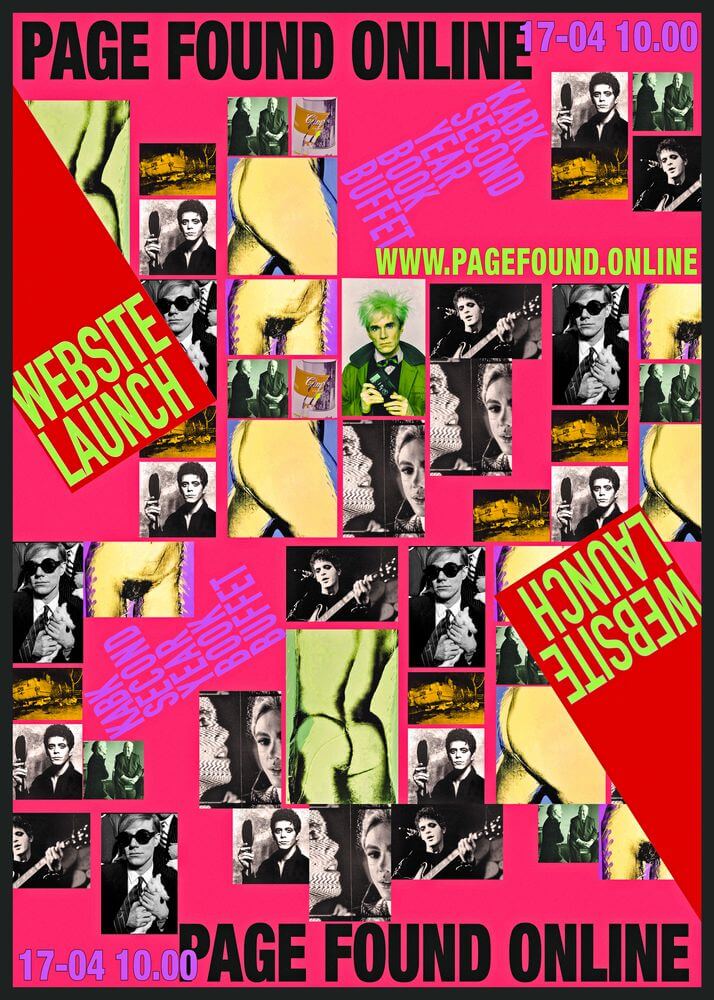 PAGE FOUND ONLINE
17-04 10.00
KABK
SECOND
YEAR
BOOK
BUFFET
WWW.PAGEFOUND.ONLINE
WEBSITE
LAUNCH
WEBSITE
LAUNCH
KABK
SECOND
YEAR
BOOK
BUFFET
17-04 10.00
PAGE FOUND ONLINE